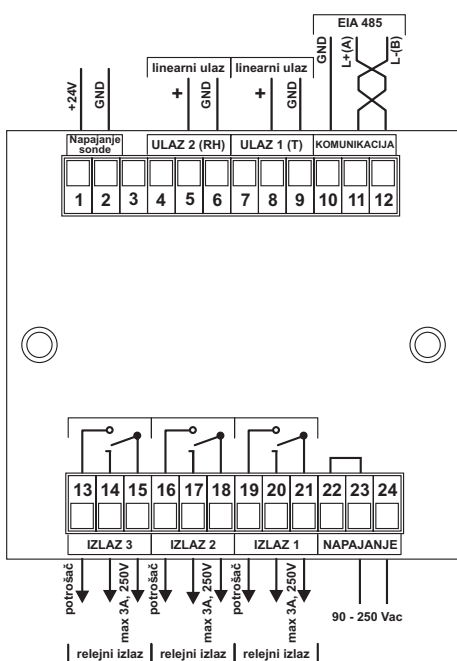 EIA 485
GND
L+(A)
L-(B)
linearni ulaz
linearni ulaz
+24V
GND
+
GND
+
GND
Napajanje
sonde
ULAZ 2 (RH)
ULAZ 1 (T)
KOMUNIKACIJA
1 2 3 4 5 6 7 8 9 10 11 12
13 14 15 16 17 18 19 20 21 22 23 24
IZLAZ 3
IZLAZ 2
IZLAZ 1
NAPAJANJE
potrošač
max 3A, 250V
potrošač
max 3A, 250V
potrošač
max 3A, 250V
90 - 250 Vac
relejni izlaz
relejni izlaz
relejni izlaz